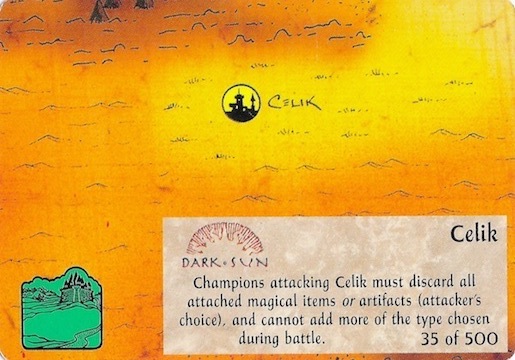 CELIK
Celik
DARK•SUN
Champions attacking Celik must discard all
attached magical items or artifacts (attacker's
choice), and cannot add more of the type chosen
during battle.
35 of 500